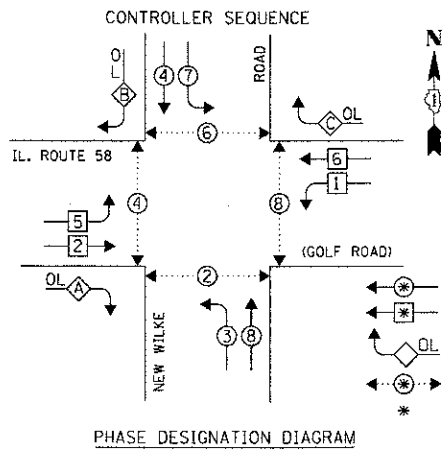 CONTROLLER SEQUENCE
N
1
OL
B
4
7
ROAD
C
OL
6
IL. ROUTE 58
6
1
4
8
5
2
(GOLF ROAD)
OL
A
2
NEW WILKE
3
8
*
*
OL
*
*
PHASE DESIGNATION DIAGRAM